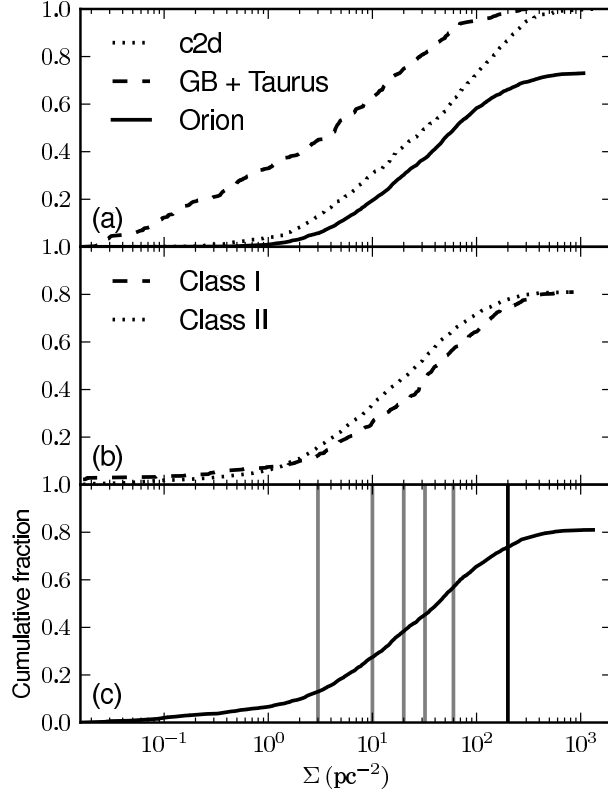 1.0
0.8
0.6
0.4
0.2
c2d
GB + Taurus
Orion
(a)
1.0
0.8
0.6
0.4
0.2
Class I
Class II
(b)
1.0
0.8
0.6
0.4
0.2
0.0
Cumulative fraction
(c)
10⁻¹ 10⁰ 10¹ 10² 10³
Σ (pc⁻²)